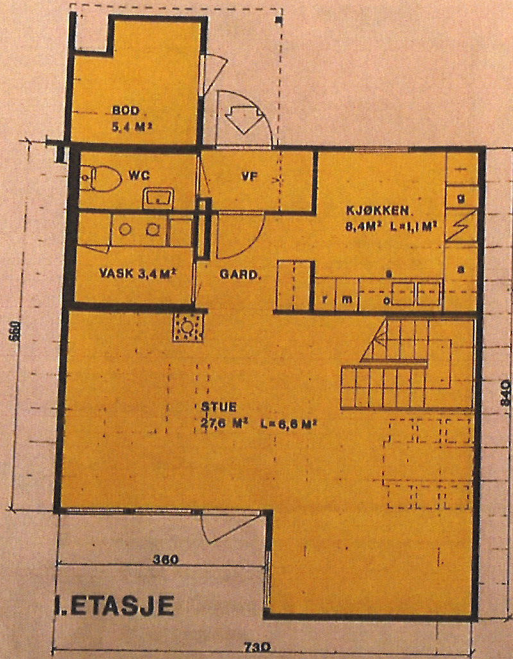 BOD.
5,4 M²
WC
VF
KJØKKEN.
8,4M² L=1,1M²
g
VASK 3,4M²
GARD.
s
a
r m o
660
STUE
27,6 M² L=6,6 M²
840
360
1.ETASJE
730